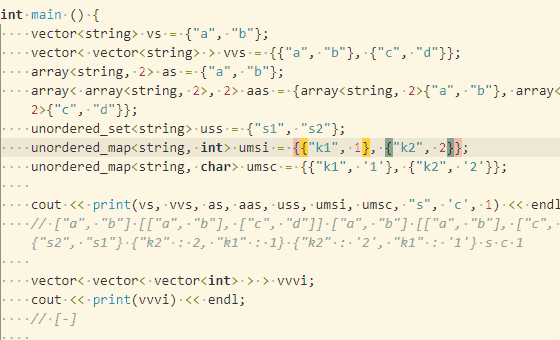 int main () {
    vector<string> vs = {"a", "b"};
    vector< vector<string> > vvs = {{"a", "b"}, {"c", "d"}};
    array<string, 2> as = {"a", "b"};
    array< array<string, 2>, 2> aas = {array<string, 2>{"a", "b"}, array<
    2>{"c", "d"}};
    unordered_set<string> uss = {"s1", "s2"};
    unordered_map<string, int> umsi = {{"k1", 1}, {"k2", 2}};
    unordered_map<string, char> umsc = {{"k1", '1'}, {"k2", '2'}};
    cout << print(vs, vvs, as, aas, uss, umsi, umsc, "s", 'c', 1) << endl
    // ["a", "b"] [["a", "b"], ["c", "d"]] ["a", "b"] [["a", "b"], ["c",
    {"s2", "s1"} {"k2" : 2, "k1" : 1} {"k2" : '2', "k1" : '1'} s c 1
    vector< vector< vector<int> > > vvvi;
    cout << print(vvvi) << endl;
    // [-]